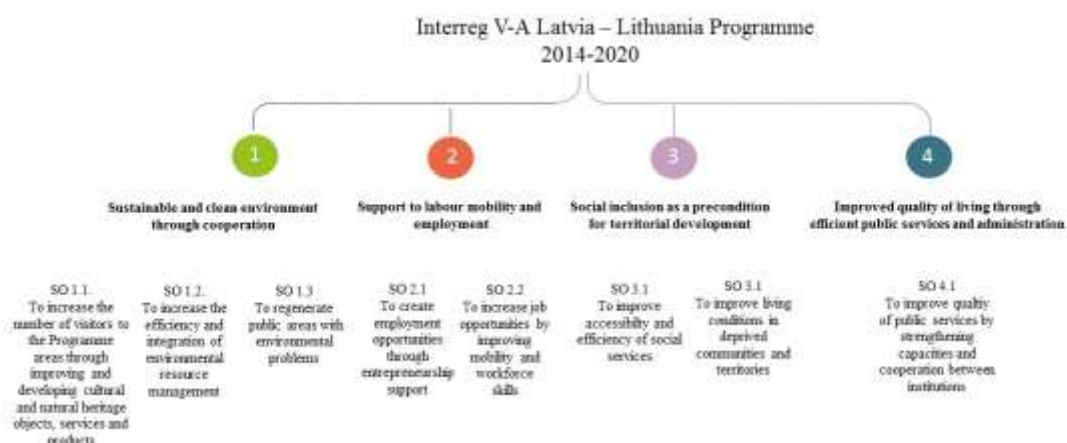 Interreg V-A Latvia – Lithuania Programme
2014-2020
1
2
3
4
Sustainable and clean environment
through cooperation
Support to labour mobility and
employment
Social inclusion as a precondition
for territorial development
Improved quality of living through
efficient public services and administration
SO 1.1.
To increase the
number of visitors to
the Programme
areas through
improving and
developing cultural
and natural heritage
objects, services and
products
SO 1.2.
To increase the
efficiency and
integration of
environmental
resource
management
SO 1.3
To regenerate
public areas with
environmental
problems
SO 2.1
To create
employment
opportunities
through
entrepreneurship
support
SO 2.2
To increase job
opportunities by
improving
mobility and
workforce
skills
SO 3.1
To improve
accessibilty and
efficiency of social
services
SO 3.1
To improve living
conditions in
deprived
communities and
territories
SO 4.1
To improve qualtiy
of public services by
strengthening
capacities and
cooperation between
institutions